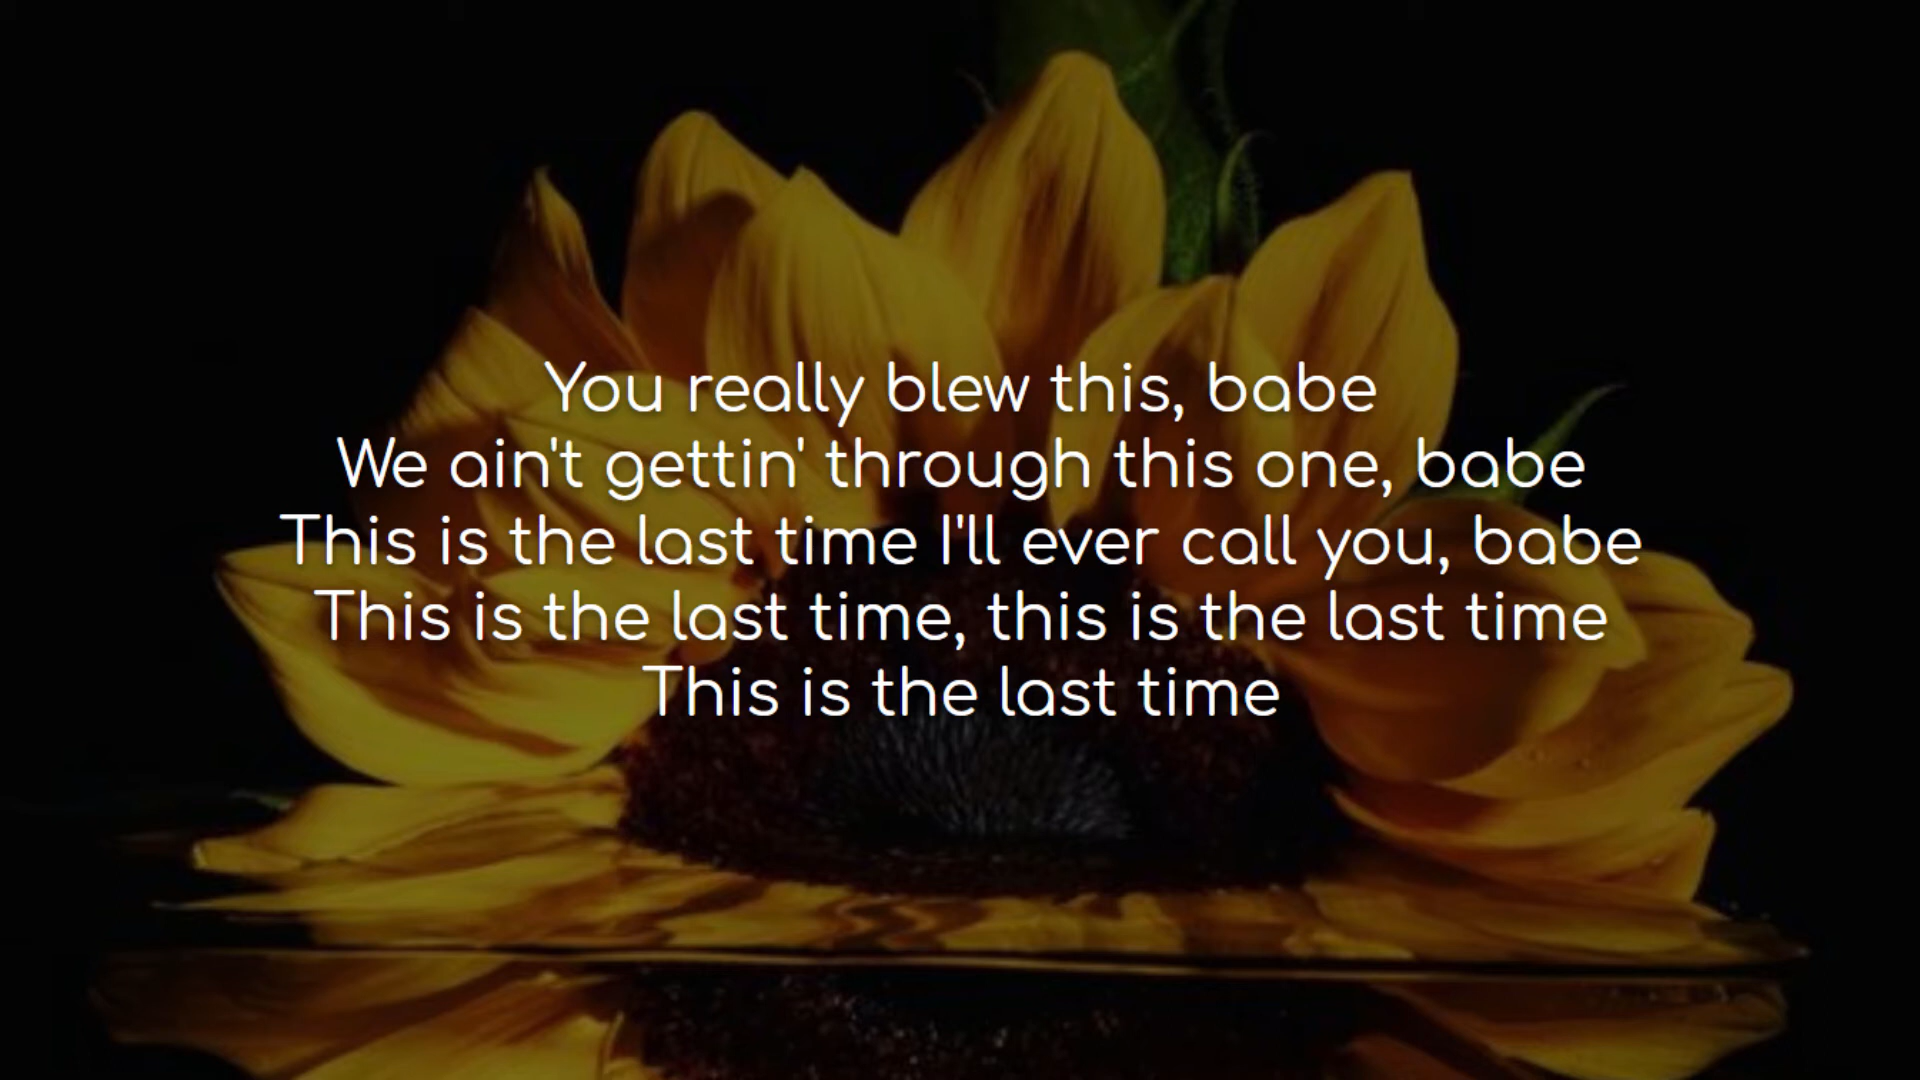 You really blew this, babe
We ain't gettin' through this one, babe
This is the last time I'll ever call you, babe
This is the last time, this is the last time
This is the last time